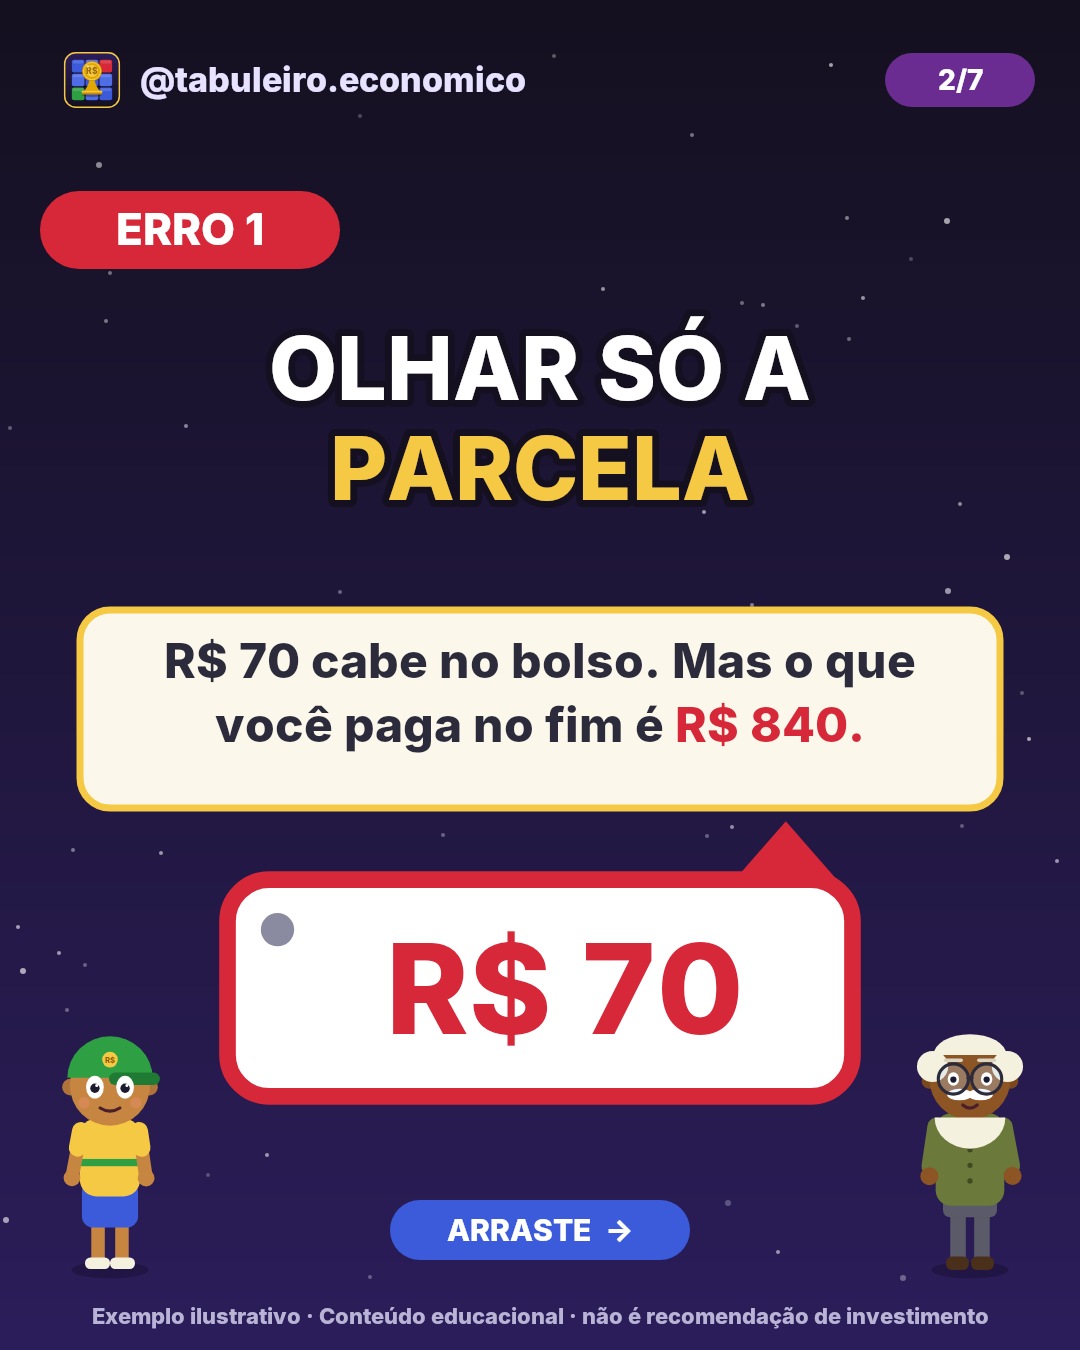 @tabuleiro.economico
2/7
ERRO 1
OLHAR SÓ A
PARCELA
R$ 70 cabe no bolso. Mas o que
você paga no fim é R$ 840.
R$ 70
R$
ARRASTE →
Exemplo ilustrativo · Conteúdo educacional · não é recomendação de investimento